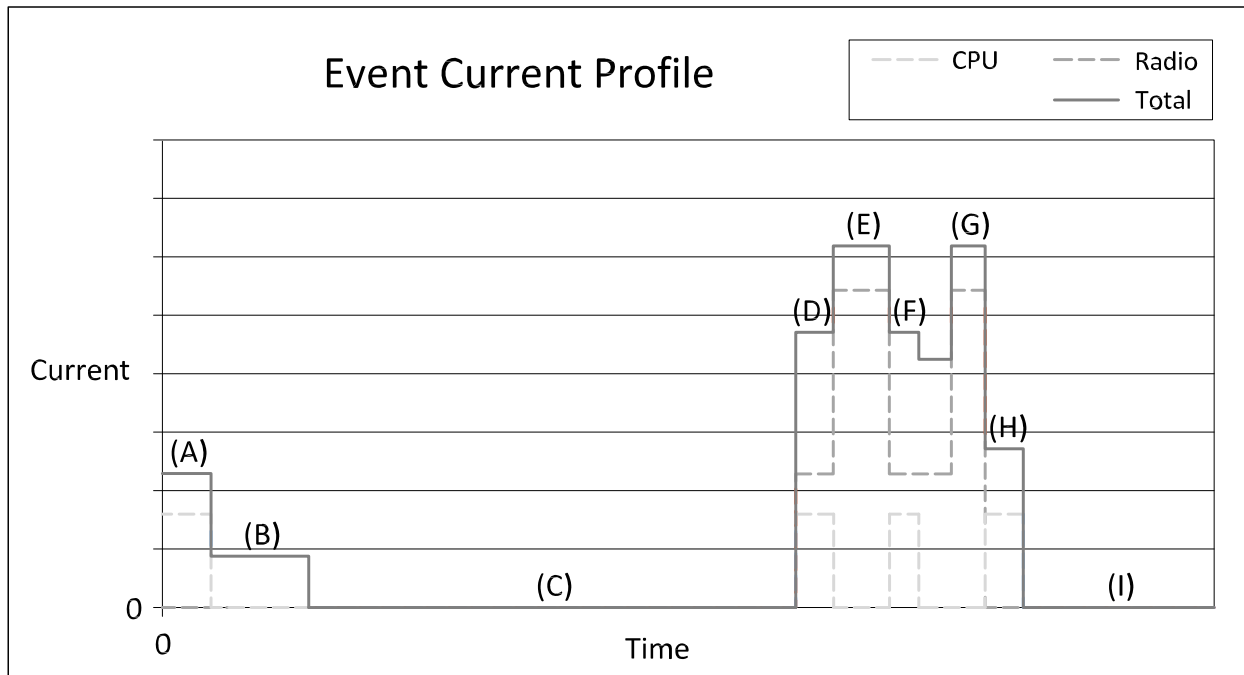 Event Current Profile
CPU
Radio
Total
(E)
(G)
(D)
(F)
Current
(A)
(H)
(B)
(C)
(I)
0
0
Time